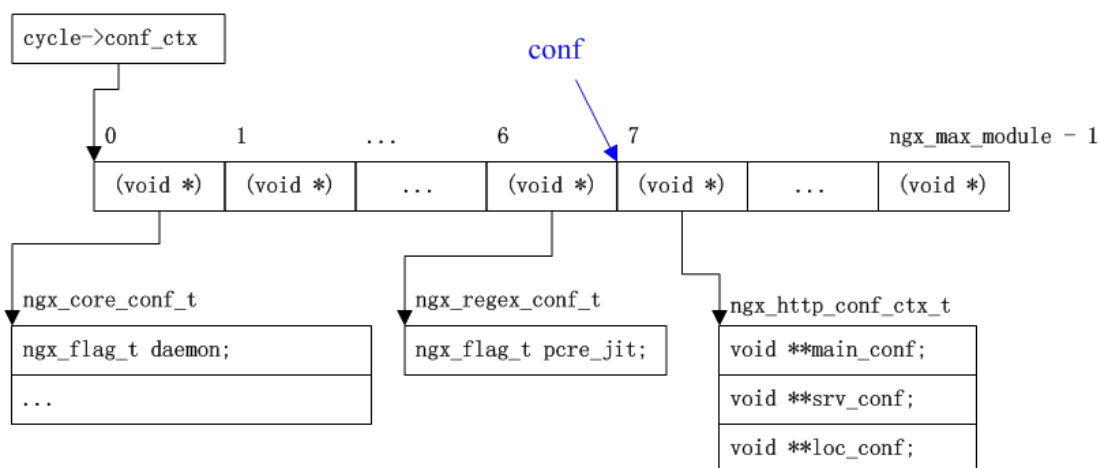 cycle->conf_ctx
conf
0 1 ... 6 7 ngx_max_module - 1
(void *) (void *) ... (void *) (void *) ... (void *)
ngx_core_conf_t
ngx_flag_t daemon;
...
ngx_regex_conf_t
ngx_flag_t pcre_jit;
ngx_http_conf_ctx_t
void **main_conf;
void **srv_conf;
void **loc_conf;